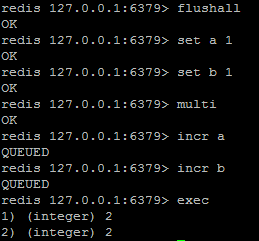 redis 127.0.0.1:6379> flushall
OK
redis 127.0.0.1:6379> set a 1
OK
redis 127.0.0.1:6379> set b 1
OK
redis 127.0.0.1:6379> multi
OK
redis 127.0.0.1:6379> incr a
QUEUED
redis 127.0.0.1:6379> incr b
QUEUED
redis 127.0.0.1:6379> exec
1) (integer) 2
2) (integer) 2